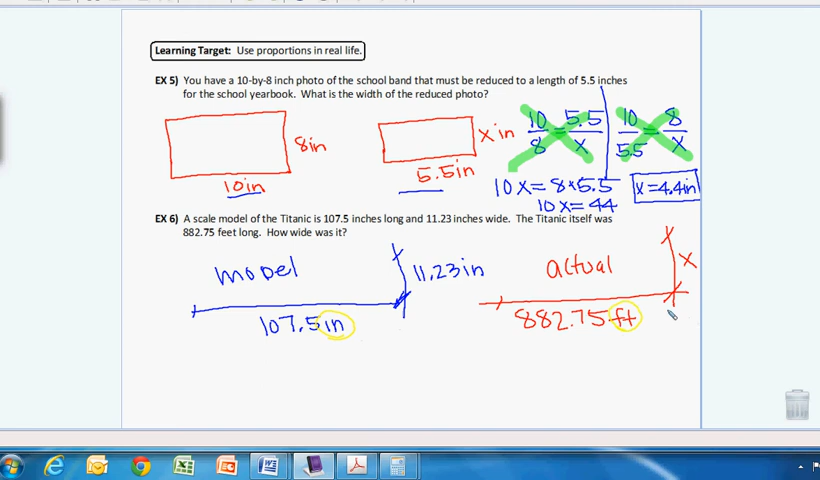 Learning Target: Use proportions in real life.
EX 5) You have a 10-by-8 inch photo of the school band that must be reduced to a length of 5.5 inches
for the school yearbook. What is the width of the reduced photo?
8in
10in
x in
5.5in
10/8 = 5.5/x
10/5.5 = 8/x
10x = 8*5.5
10x = 44
x = 4.4in
EX 6) A scale model of the Titanic is 107.5 inches long and 11.23 inches wide. The Titanic itself was
882.75 feet long. How wide was it?
model
11.23in
107.5in
actual
x
882.75ft